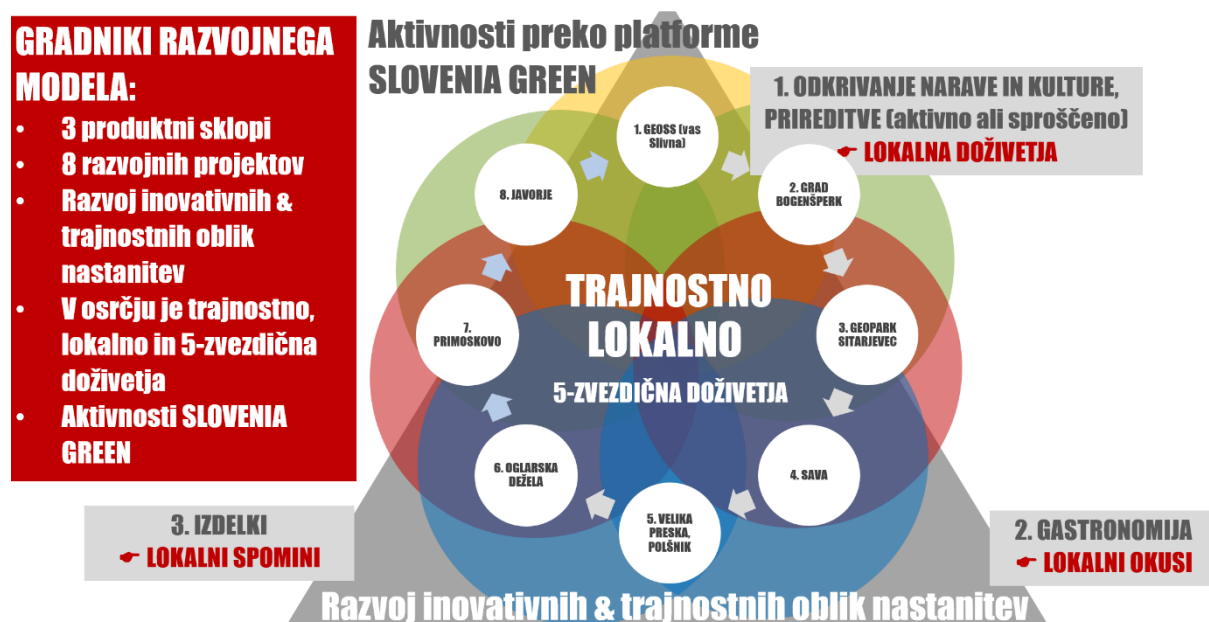 GRADNIKI RAZVOJNEGA
MODELA:
• 3 produktni sklopi
• 8 razvojnih projektov
• Razvoj inovativnih &
trajnostnih oblik
nastanitev
• V osrčju je trajnostno,
lokalno in 5-zvezdična
doživetja
• Aktivnosti SLOVENIA
GREEN
Aktivnosti preko platforme
SLOVENIA GREEN
1. ODKRIVANJE NARAVE IN KULTURE,
PRIREDITVE (aktivno ali sproščeno)
☛ LOKALNA DOŽIVETJA
1. GEOSS (vas
Slivna)
2. GRAD
BOGENŠPERK
3. GEOPARK
SITARJEVEC
4. SAVA
5. VELIKA
PRESKA,
POLŠNIK
6. OGLARSKA
DEŽELA
7.
PRIMOSKOVO
8. JAVORJE
TRAJNOSTNO
LOKALNO
5-ZVEZDIČNA DOŽIVETJA
3. IZDELKI
☛ LOKALNI SPOMINI
2. GASTRONOMIJA
☛ LOKALNI OKUSI
Razvoj inovativnih & trajnostnih oblik nastanitev